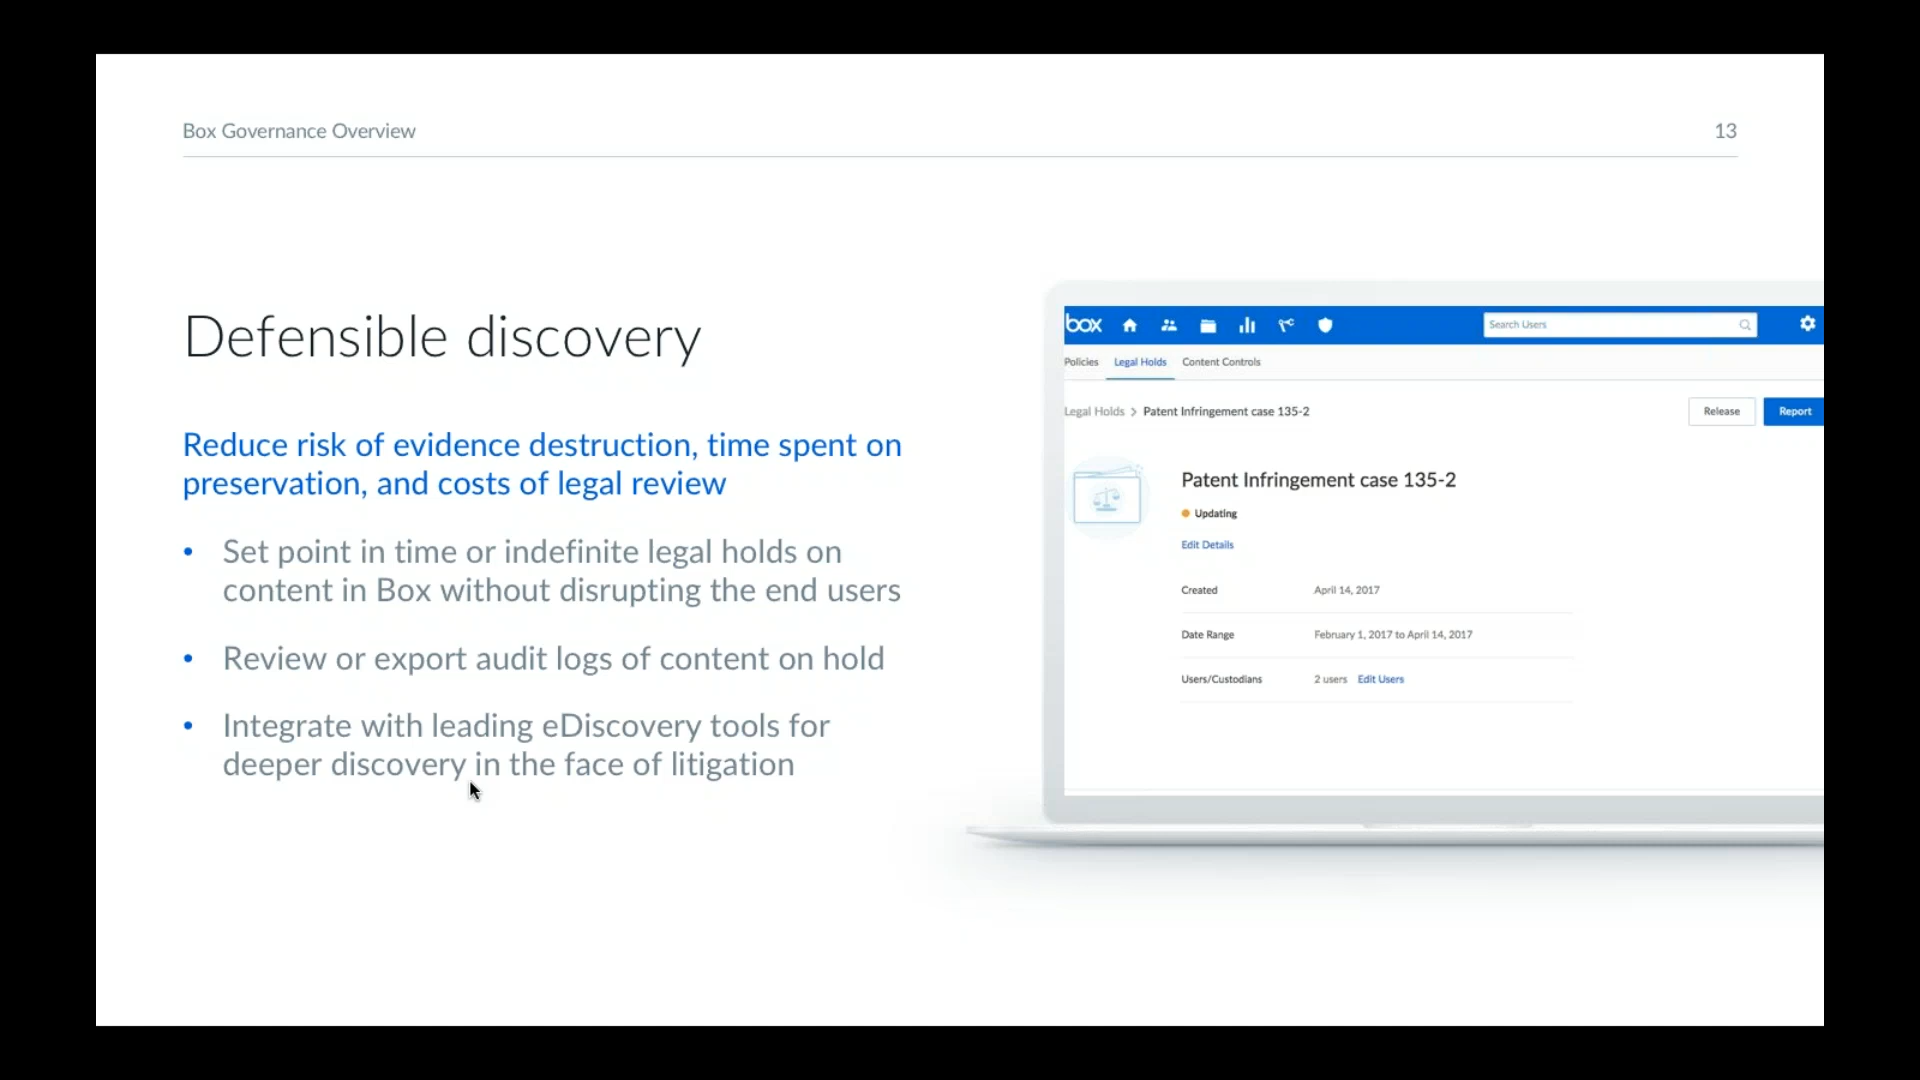 Box Governance Overview
13
Defensible discovery
Reduce risk of evidence destruction, time spent on
preservation, and costs of legal review
• Set point in time or indefinite legal holds on
content in Box without disrupting the end users
• Review or export audit logs of content on hold
• Integrate with leading eDiscovery tools for
deeper discovery in the face of litigation
box
Search Users
Policies Legal Holds Content Controls
Legal Holds > Patent Infringement case 135-2
Release Report
Patent Infringement case 135-2
Updating
Edit Details
Created April 14, 2017
Date Range February 1, 2017 to April 14, 2017
Users/Custodians 2 users Edit Users